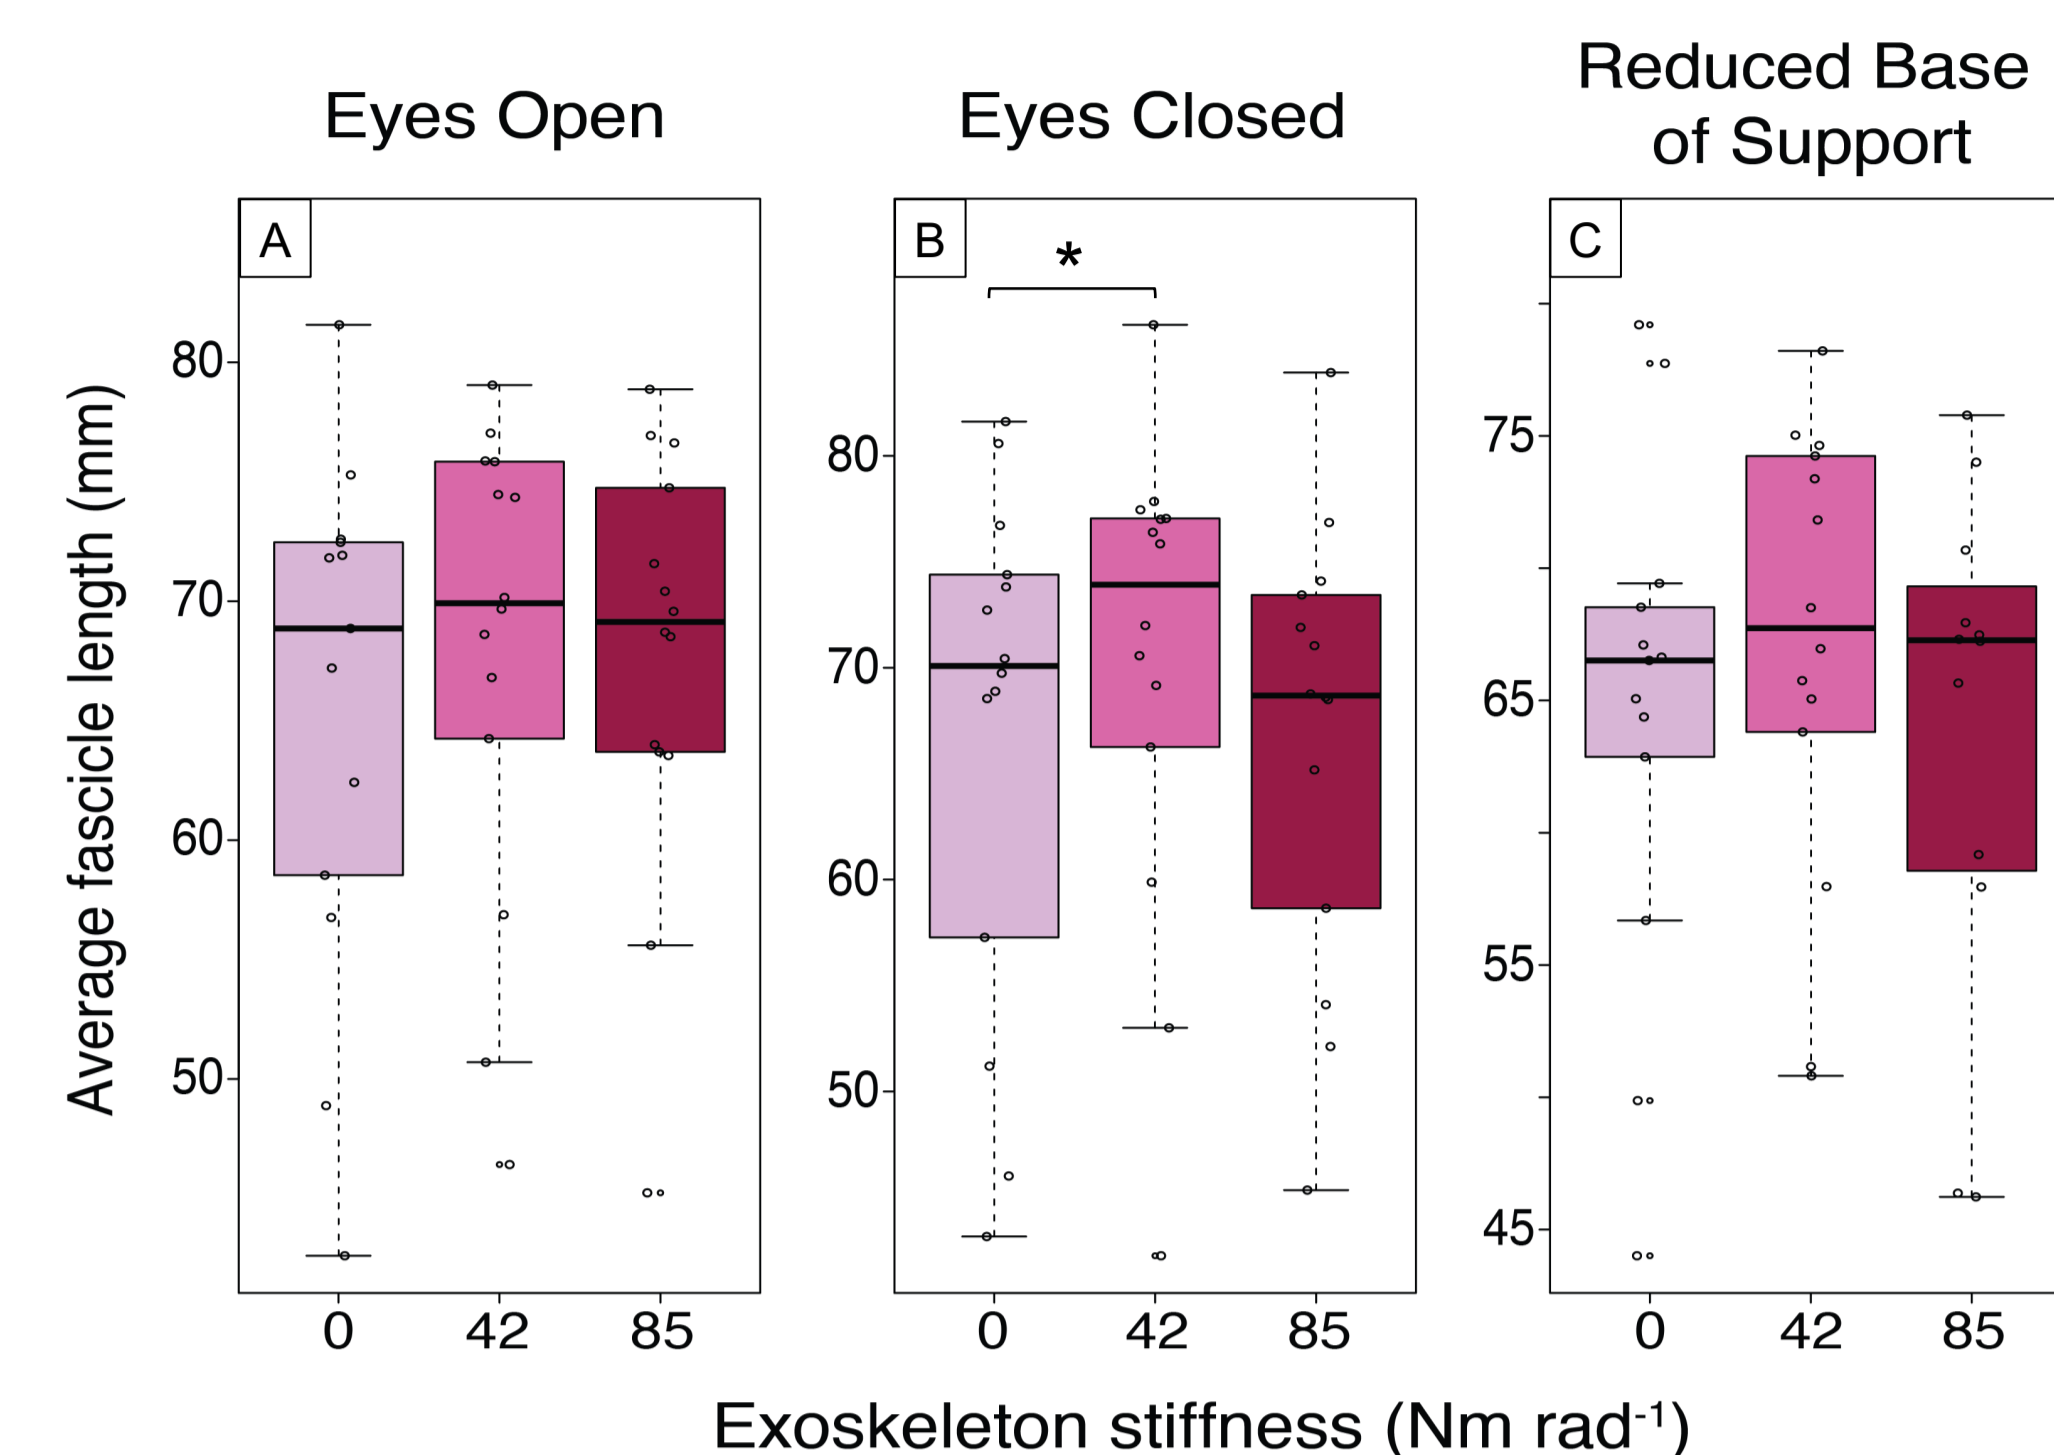 Eyes Open
Eyes Closed
Reduced Base
of Support
A
B
C
*
Average fascicle length (mm)
80
70
60
50
80
70
60
50
75
65
55
45
0 42 85
0 42 85
0 42 85
Exoskeleton stiffness (Nm rad⁻¹)